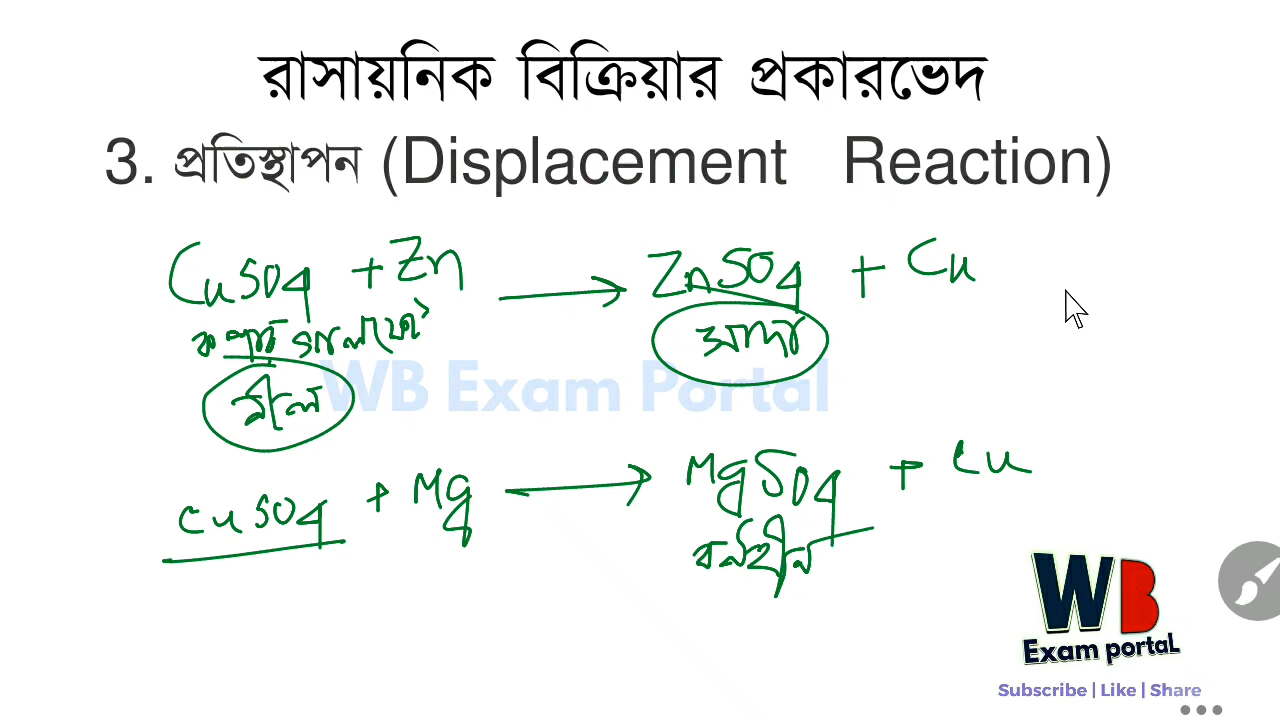 রাসায়নিক বিক্রিয়ার প্রকারভেদ
3. প্রতিস্থাপন (Displacement Reaction)
CuSO4 + Zn → ZnSO4 + Cu
কপার সালফেট সাদা
নীল
WB Exam Portal
CuSO4 + Mg → MgSO4 + Cu
বর্ণহীন
WB
Exam portal
Subscribe | Like | Share